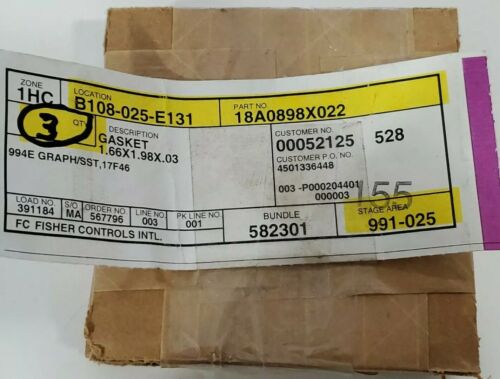 ZONE LOCATION PART NO.
1HC B108-025-E131 18A0898X022
QTY. DESCRIPTION CUSTOMER NO.
3 GASKET 00052125 528
1.66X1.98X.03 CUSTOMER P.O. NO.
994E GRAPH/SST,17F46 4501336448
003 -P000204401
000003 155
LOAD NO. S/O ORDER NO. LINE NO. PK LINE NO. BUNDLE STAGE AREA
391184 MA 567796 003 001 582301 991-025
FC FISHER CONTROLS INTL.